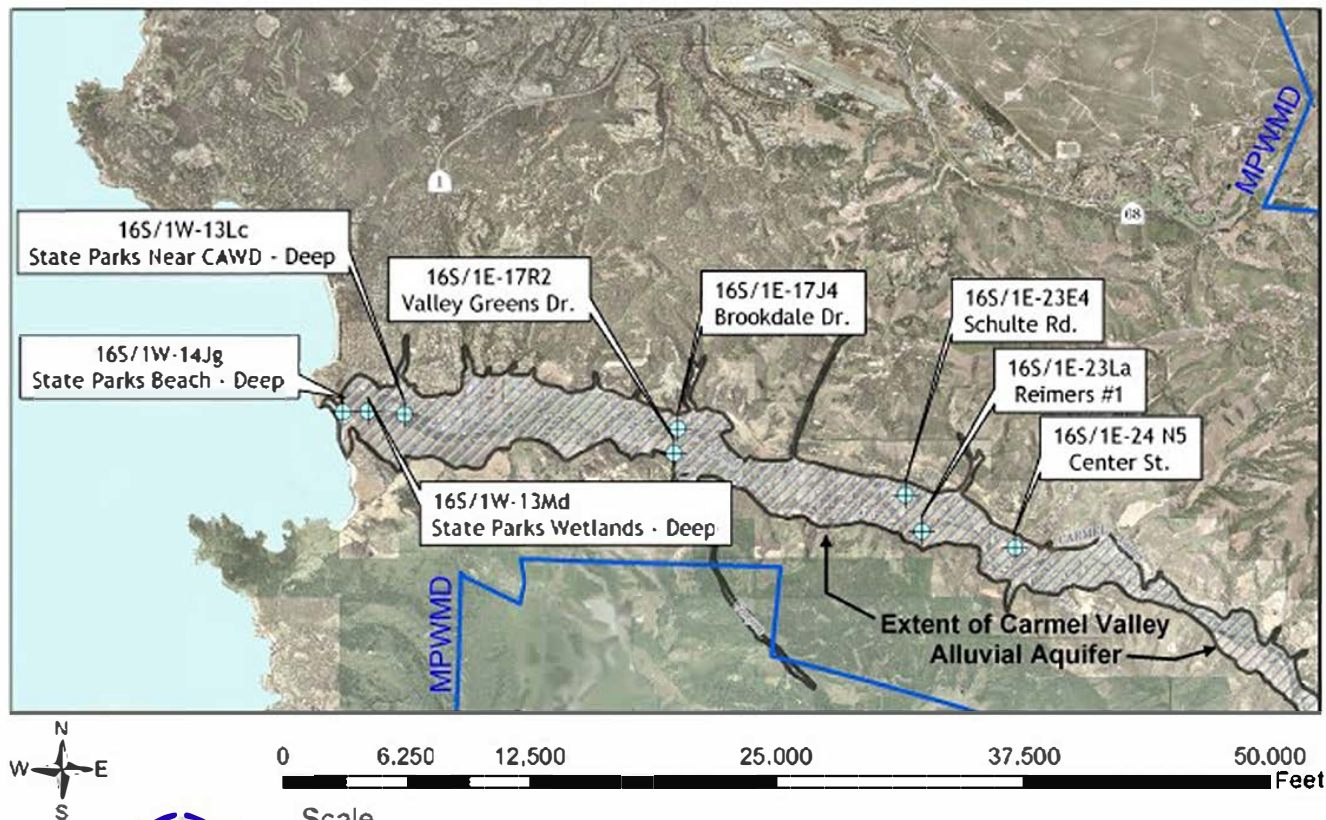 MPWMD
1
68
16S/1W-13Lc
State Parks Near CAWD - Deep
16S/1E-17R2
Valley Greens Dr.
16S/1E-17J4
Brookdale Dr.
16S/1E-23E4
Schulte Rd.
16S/1W-14Jg
State Parks Beach - Deep
16S/1E-23La
Reimers #1
16S/1E-24 N5
Center St.
16S/1W-13Md
State Parks Wetlands - Deep
CARMEL
MPWMD
Extent of Carmel Valley
Alluvial Aquifer
N
W E
S
0 6,250 12,500 25,000 37,500 50,000
Feet
Scale